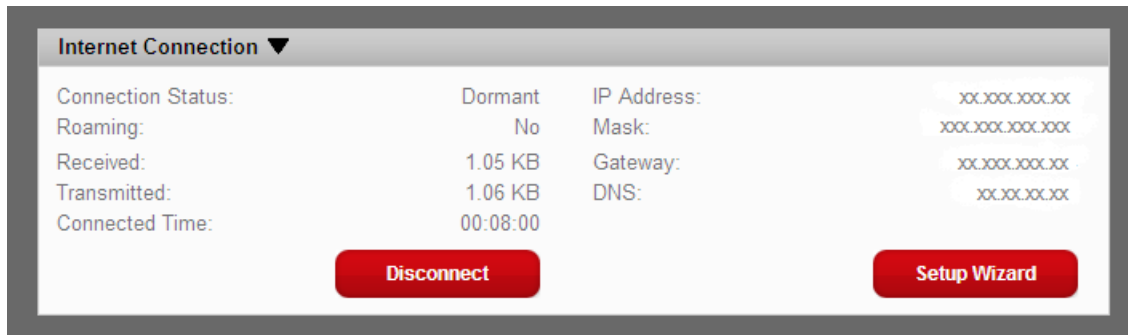 Internet Connection ▼
Connection Status: Dormant IP Address: xx.xxx.xxx.xx
Roaming: No Mask: xxx.xxx.xxx.xxx
Received: 1.05 KB Gateway: xx.xxx.xxx.xx
Transmitted: 1.06 KB DNS: xx.xx.xx.xx
Connected Time: 00:08:00
Disconnect Setup Wizard